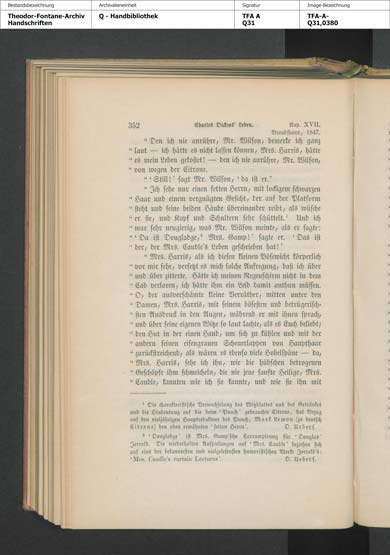 Bestandsbezeichnung
Archivalieneinheit
Signatur
Image-Bezeichnung
Theodor-Fontane-Archiv
Handschriften
Q - Handbibliothek
TFA A
Q31
TFA-A-
Q31,0380
352 Charles Dickens' Leben. Kap. XVII.
Broadstairs, 1847.
"Den ich nie anrühre, Mr. Wilson, bemerke ich ganz
"laut — ich hätte es nicht lassen können, Mrs. Harris, hätte
"es mein Leben gekostet! — den ich nie anrühre, Mr. Wilson,
"von wegen der Citrone.
"'Still!' sagt Mr. Wilson, 'da ist er.'
"Ich sehe nur einen fetten Herrn, mit lockigem schwarzen
"Haar und einem vergnügten Gesicht, der auf der Platform
"steht und seine beiden Hände übereinander reibt, als wüsche
"er sie, und Kopf und Schultern sehr schüttelt.' Und ich
"war sehr neugierig, was Mr. Wilson meinte, als er sagte:
"'Da ist Dougladge,² Mrs. Gamp!' sagte er. 'Das ist
"der, der Mrs. Caudle's Leben geschrieben hat!'
"Mrs. Harris, als ich diesen kleinen Bösewicht körperlich
"vor mir sehe, versetzt es mich solche Aufregung, daß ich über
"und über zitterte. Hätte ich meinen Regenschirm nicht in dem
"Cab verloren, ich hätte ihm ein Leid damit anthun müssen.
"O, der ausverschämte kleine Verräther, mitten unter den
"Damen, Mrs. Harris, mit seinem bösesten und betrügerisch-
"sten Ausdruck in den Augen, während er mit ihnen sprach;
"und über seine eigenen Witze so laut lachte, als es Euch beliebt;
"den Hut in der einen Hand, um sich zu kühlen und mit der
"andern seinen eisengrauen Scheuerlappen von Haupthaar
"zurückstreichend, als wären es ebenso viele Hobelspäne — da,
"Mrs. Harris, sehe ich ihn, wie die hübschen betrogenen
"Geschöpfe ihm schmeicheln, die nie jene sanfte Heilige, Mrs.
"Caudle, kannten wie ich sie kannte, und wie sie ihn mit
¹ Die charakteristische Verwechslung des Witzblattes und des Getränkes
und die Hindeutung auf die beim 'Punch' gebrauchte Citrone, hat Bezug
auf den vieljährigen Herausgeber des Punch, Mark Lemon (zu deutsch
Citrone) den oben erwähnten 'fetten Herrn'. D. Uebers.
² 'Dougladge' ist Mrs. Gamp'sche Corrumpirung für 'Douglas'
Jerrold. Die wiederholten Anspielungen auf 'Mrs. Caudle' beziehen sich
auf eins der bekanntesten und vielgelesensten humoristischen Werke Jerrold's:
'Mrs. Caudle's curtain Lectures'. D. Uebers.